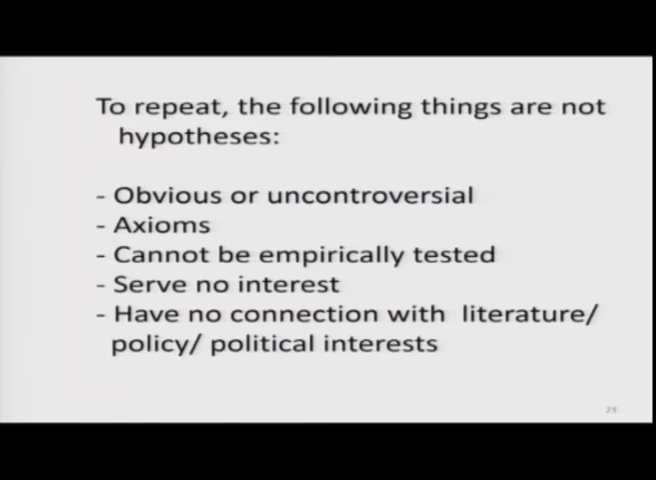 To repeat, the following things are not
hypotheses:
- Obvious or uncontroversial
- Axioms
- Cannot be empirically tested
- Serve no interest
- Have no connection with literature/
policy/ political interests
23